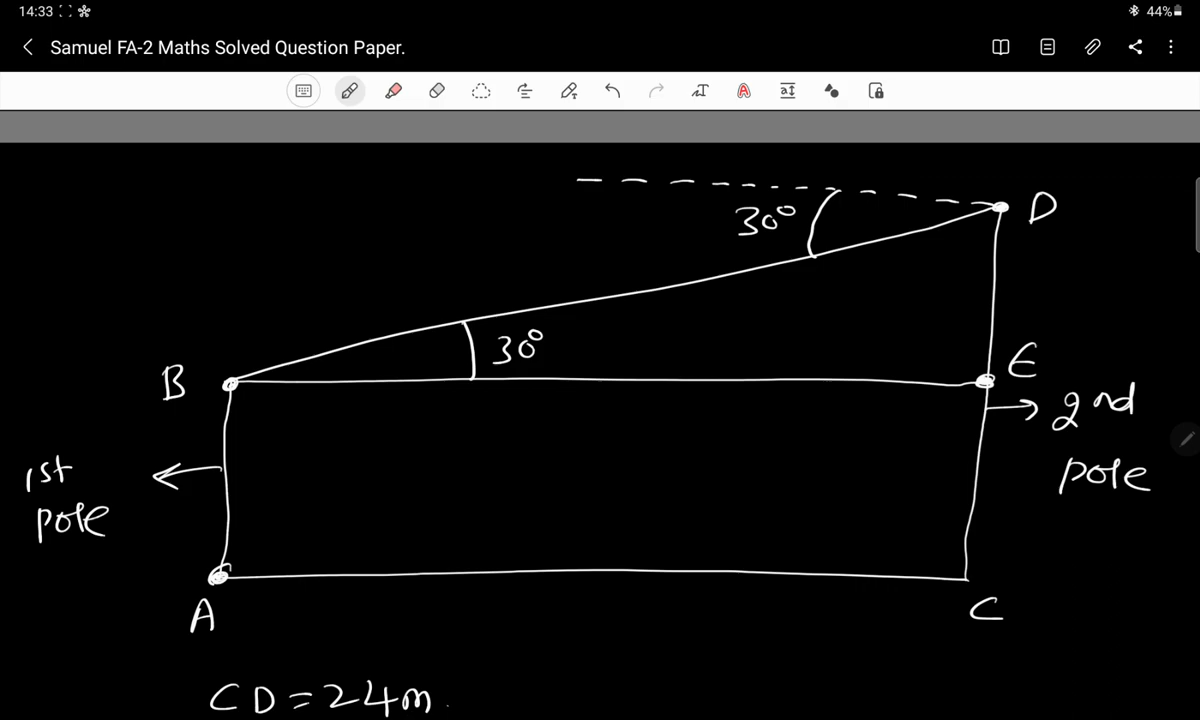 14:33
44%
Samuel FA-2 Maths Solved Question Paper.
D
30°
30°
B
E
2nd
pole
1st
pole
A
C
CD = 24m.